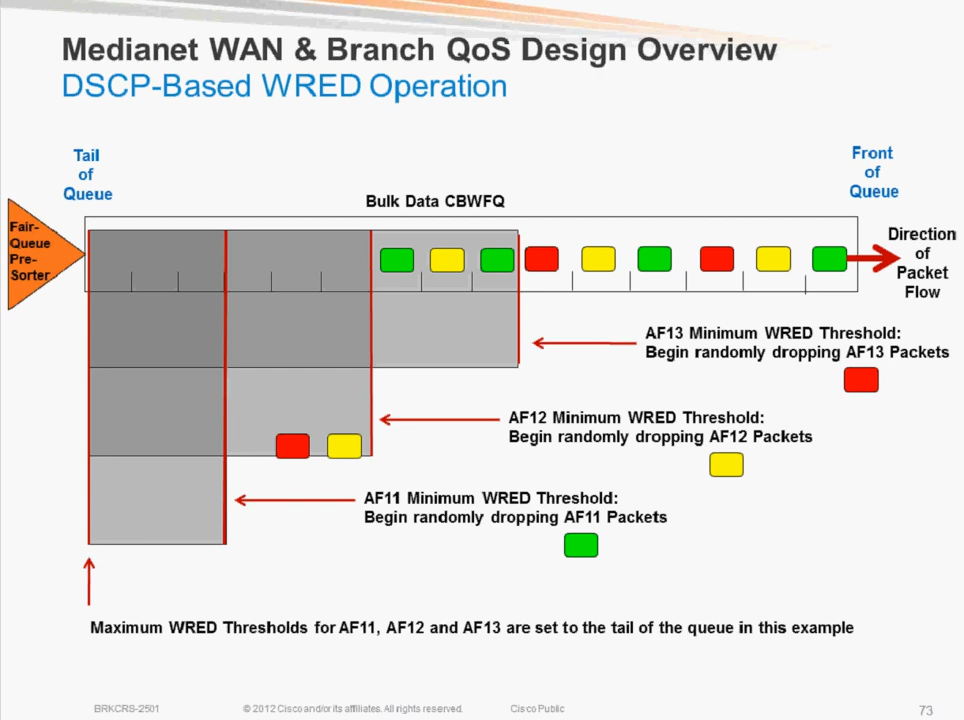 Medianet WAN & Branch QoS Design Overview
DSCP-Based WRED Operation
Tail
of
Queue
Front
of
Queue
Bulk Data CBWFQ
Fair-
Queue
Pre-
Sorter
Direction
of
Packet
Flow
AF13 Minimum WRED Threshold:
Begin randomly dropping AF13 Packets
AF12 Minimum WRED Threshold:
Begin randomly dropping AF12 Packets
AF11 Minimum WRED Threshold:
Begin randomly dropping AF11 Packets
Maximum WRED Thresholds for AF11, AF12 and AF13 are set to the tail of the queue in this example
BRKCRS-2501
© 2012 Cisco and/or its affiliates. All rights reserved.
Cisco Public
73